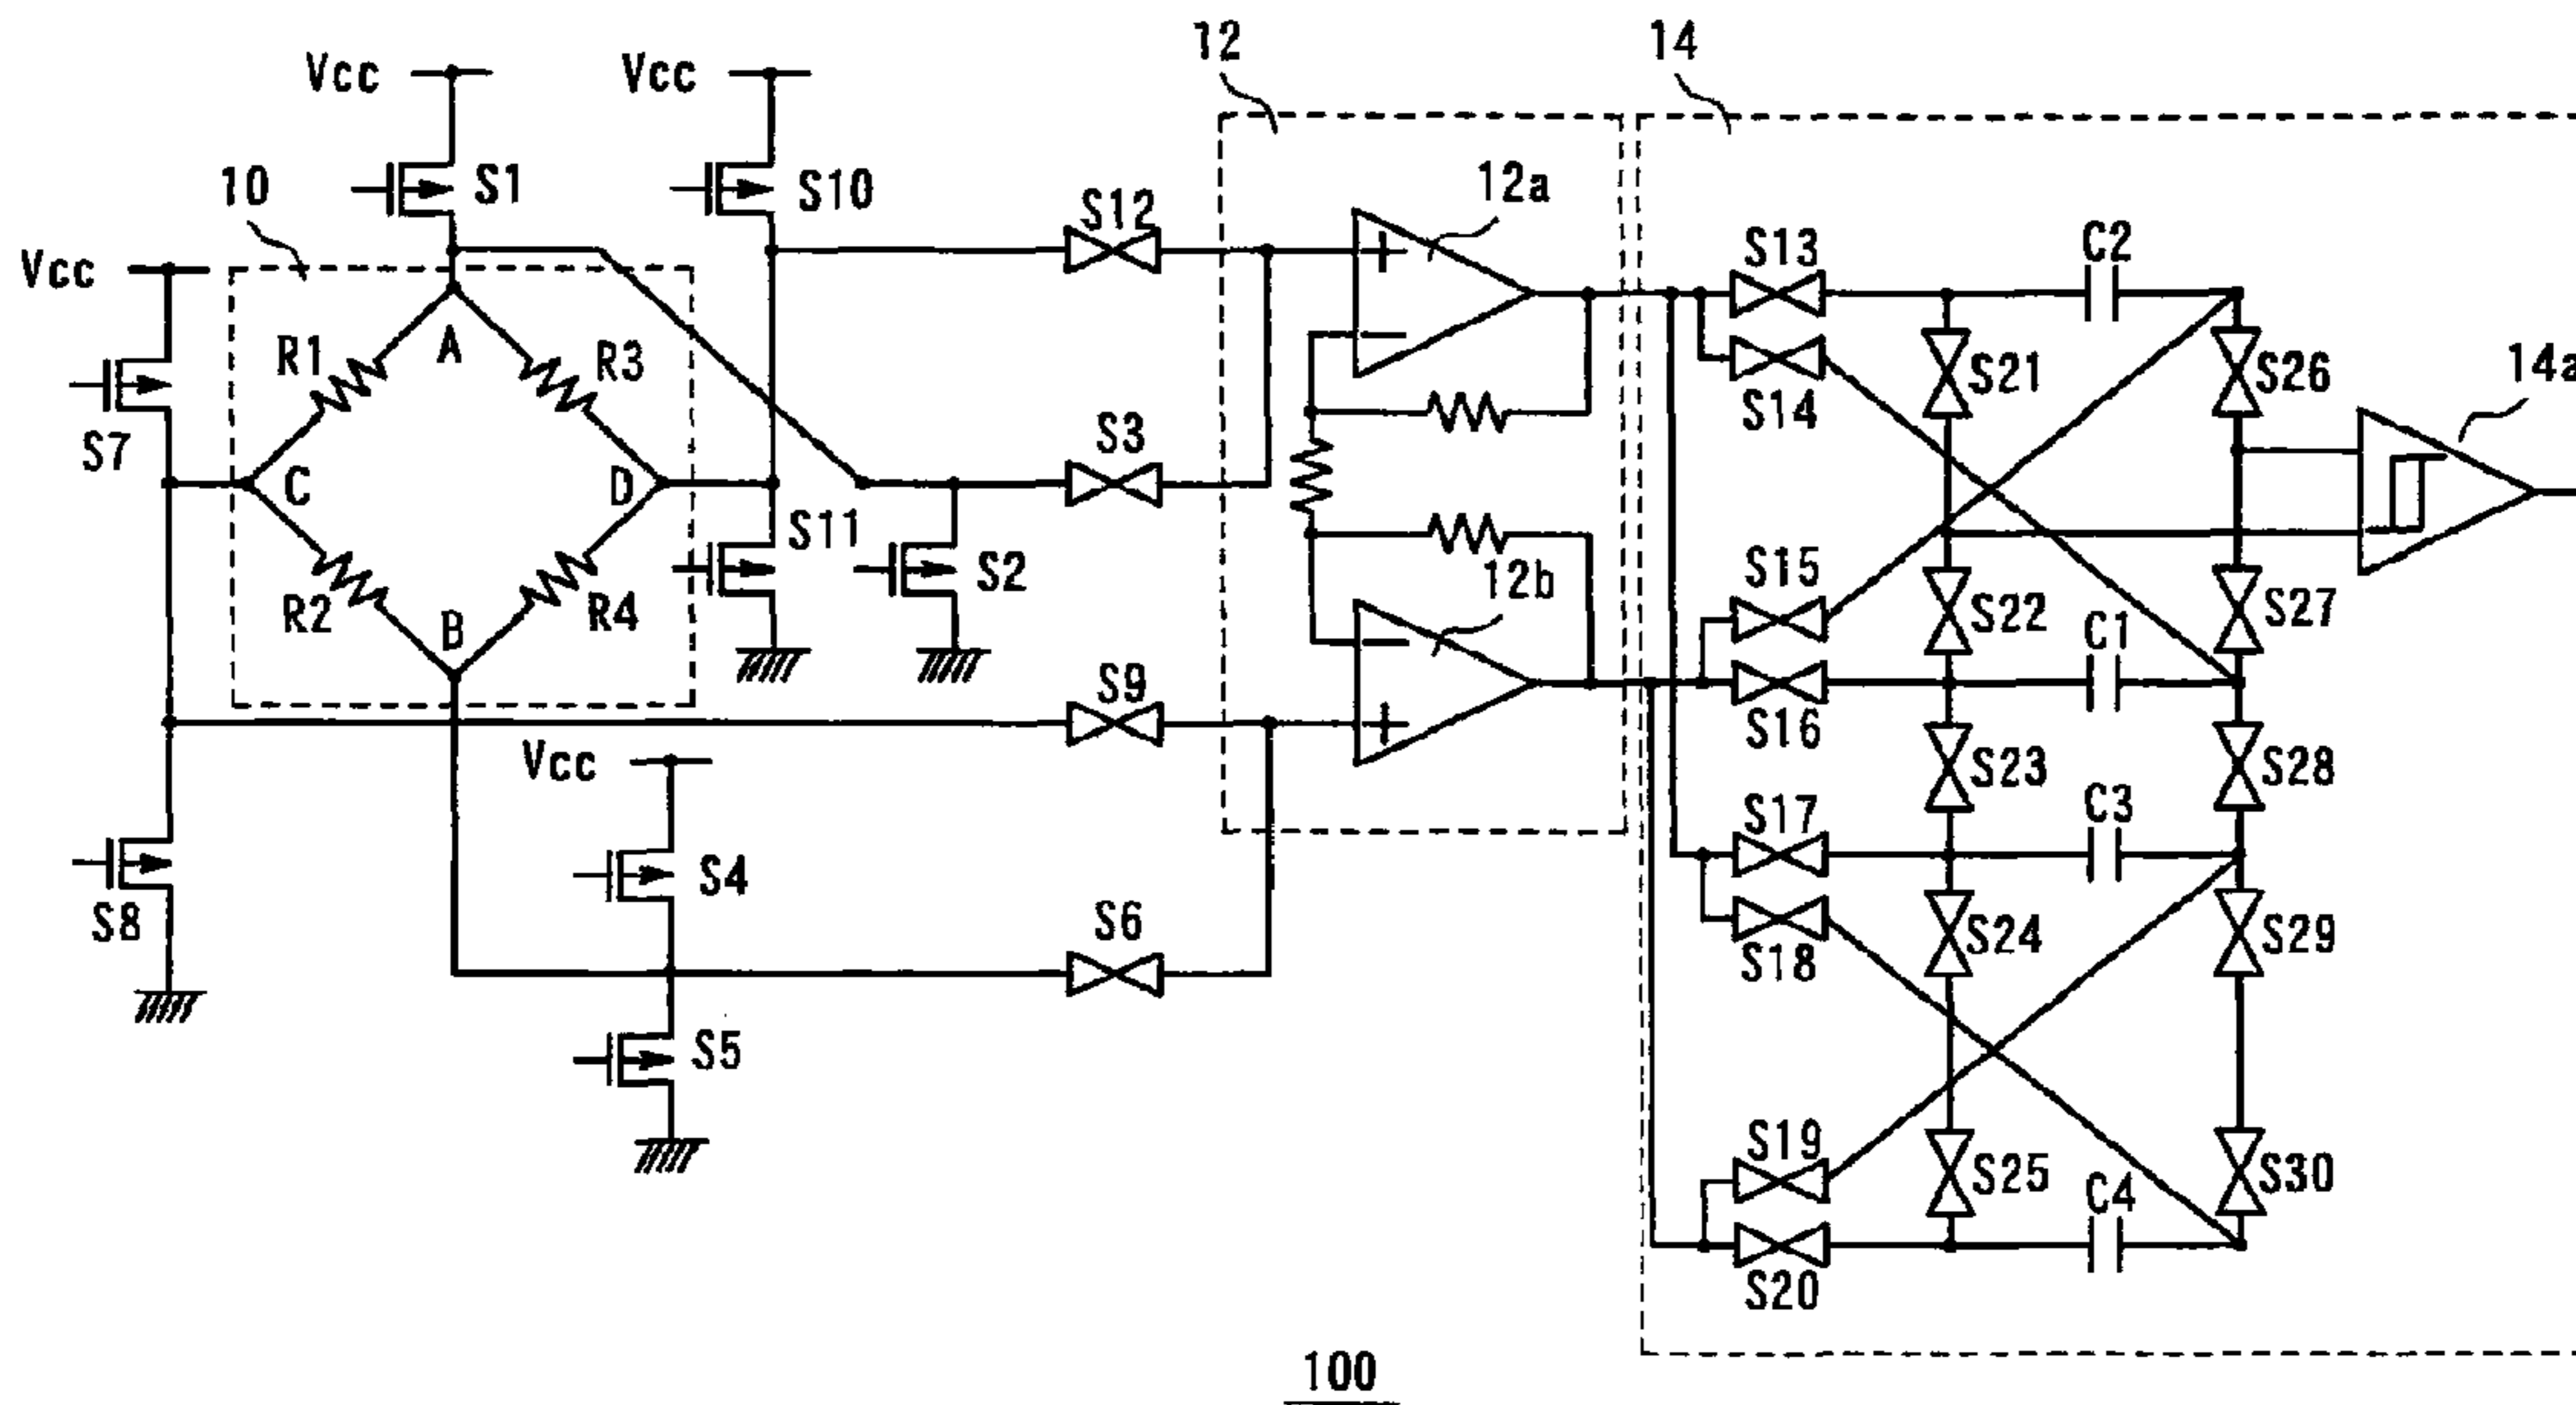 12
14
Vcc
Vcc
10
S1
S10
S12
12a
S13
C2
Vcc
R1
A
R3
S14
S21
S26
14a
S7
C
D
S3
S11
S2
S15
12b
R2
B
R4
S22
C1
S27
S9
S16
S23
S28
Vcc
S17
C3
S8
S4
S6
S18
S24
S29
S5
S19
S25
C4
S30
S20
100